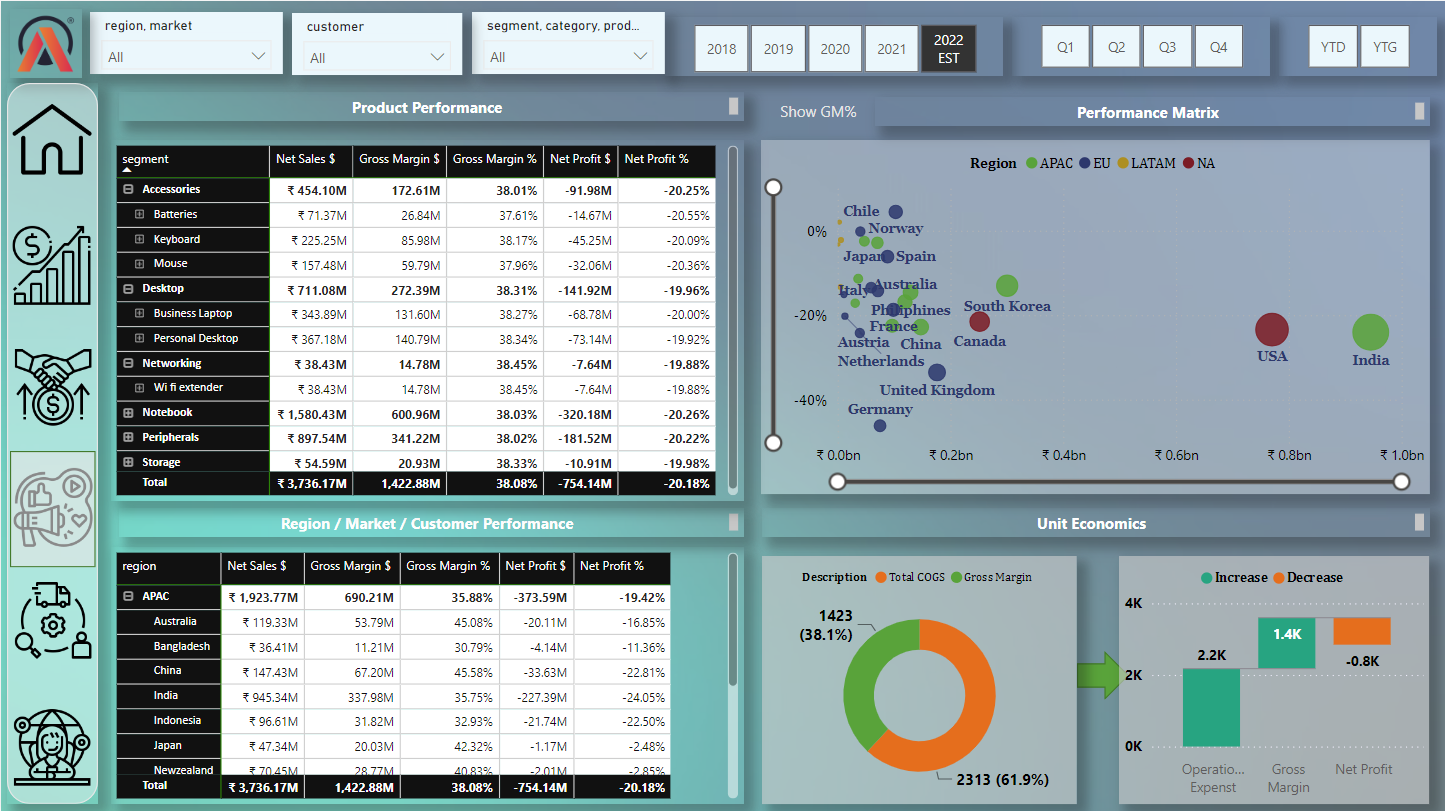 region, market
All
customer
All
segment, category, prod...
All
2018 2019 2020 2021 2022 EST
Q1 Q2 Q3 Q4
YTD YTG
Product Performance
segment Net Sales $ Gross Margin $ Gross Margin % Net Profit $ Net Profit %
Accessories ₹ 454.10M 172.61M 38.01% -91.98M -20.25%
Batteries ₹ 71.37M 26.84M 37.61% -14.67M -20.55%
Keyboard ₹ 225.25M 85.98M 38.17% -45.25M -20.09%
Mouse ₹ 157.48M 59.79M 37.96% -32.06M -20.36%
Desktop ₹ 711.08M 272.39M 38.31% -141.92M -19.96%
Business Laptop ₹ 343.89M 131.60M 38.27% -68.78M -20.00%
Personal Desktop ₹ 367.18M 140.79M 38.34% -73.14M -19.92%
Networking ₹ 38.43M 14.78M 38.45% -7.64M -19.88%
Wi fi extender ₹ 38.43M 14.78M 38.45% -7.64M -19.88%
Notebook ₹ 1,580.43M 600.96M 38.03% -320.18M -20.26%
Peripherals ₹ 897.54M 341.22M 38.02% -181.52M -20.22%
Storage ₹ 54.59M 20.93M 38.33% -10.91M -19.98%
Total ₹ 3,736.17M 1,422.88M 38.08% -754.14M -20.18%
Show GM%
Performance Matrix
Region APAC EU LATAM NA
0%
-20%
-40%
Chile
Norway
Japan Spain
Italy Australia
Philiphines South Korea
France
Austria China Canada
Netherlands USA India
United Kingdom
Germany
₹ 0.0bn ₹ 0.2bn ₹ 0.4bn ₹ 0.6bn ₹ 0.8bn ₹ 1.0bn
Region / Market / Customer Performance
region Net Sales $ Gross Margin $ Gross Margin % Net Profit $ Net Profit %
APAC ₹ 1,923.77M 690.21M 35.88% -373.59M -19.42%
Australia ₹ 119.33M 53.79M 45.08% -20.11M -16.85%
Bangladesh ₹ 36.41M 11.21M 30.79% -4.14M -11.36%
China ₹ 147.43M 67.20M 45.58% -33.63M -22.81%
India ₹ 945.34M 337.98M 35.75% -227.39M -24.05%
Indonesia ₹ 96.61M 31.82M 32.93% -21.74M -22.50%
Japan ₹ 47.34M 20.03M 42.32% -1.17M -2.48%
Newzealand ₹ 70.45M 28.77M 40.83% -2.01M -2.85%
Total ₹ 3,736.17M 1,422.88M 38.08% -754.14M -20.18%
Unit Economics
Description Total COGS Gross Margin
1423
(38.1%)
2313 (61.9%)
Increase Decrease
4K
2K
0K
2.2K
1.4K
-0.8K
Operatio... Gross Net Profit
Expenst Margin